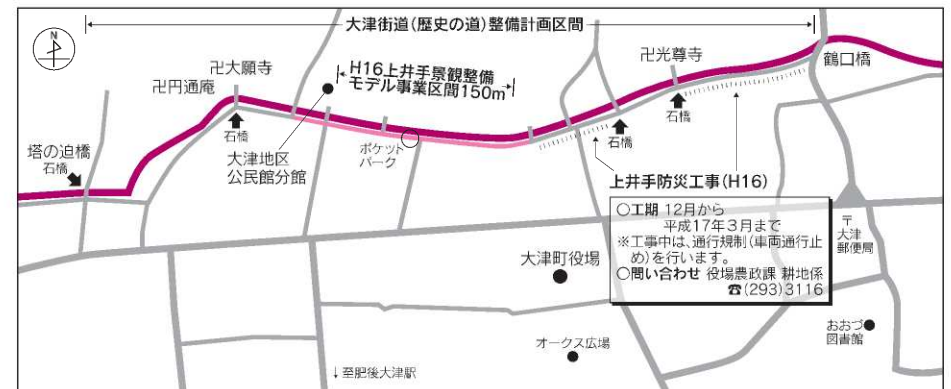 大津街道(歴史の道)整備計画区間
卍大願寺
卍円通庵
H16上井手景観整備
モデル事業区間150m
卍光尊寺
鶴口橋
石橋
大津地区
公民館分館
ポケット
パーク
石橋
石橋
塔の迫橋
石橋
上井手防災工事(H16)
○工期 12月から
平成17年3月まで
※工事中は、通行規制(車両通行止
め)を行います。
○問い合わせ 役場農政課 耕地係
☎(293)3116
〒
大津
郵便局
大津町役場
オークス広場
おおづ
図書館
↓至肥後大津駅